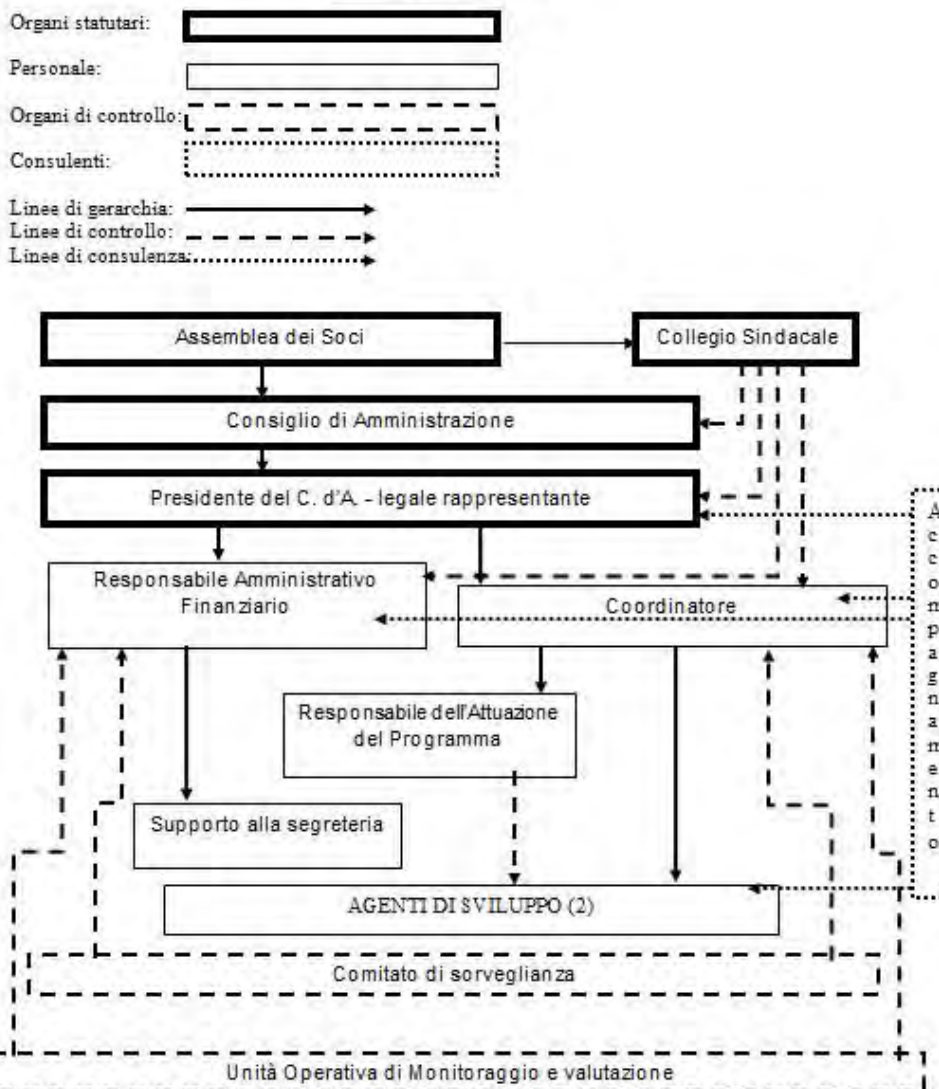 Organi statutari:
Personale:
Organi di controllo:
Consulenti:
Linee di gerarchia:
Linee di controllo:
Linee di consulenza:
Assemblea dei Soci
Collegio Sindacale
Consiglio di Amministrazione
Presidente del C. d'A. - legale rappresentante
Responsabile Amministrativo
Finanziario
Coordinatore
Accompagnamento
Responsabile dell'Attuazione
del Programma
Supporto alla segreteria
AGENTI DI SVILUPPO (2)
Comitato di sorveglianza
Unità Operativa di Monitoraggio e valutazione